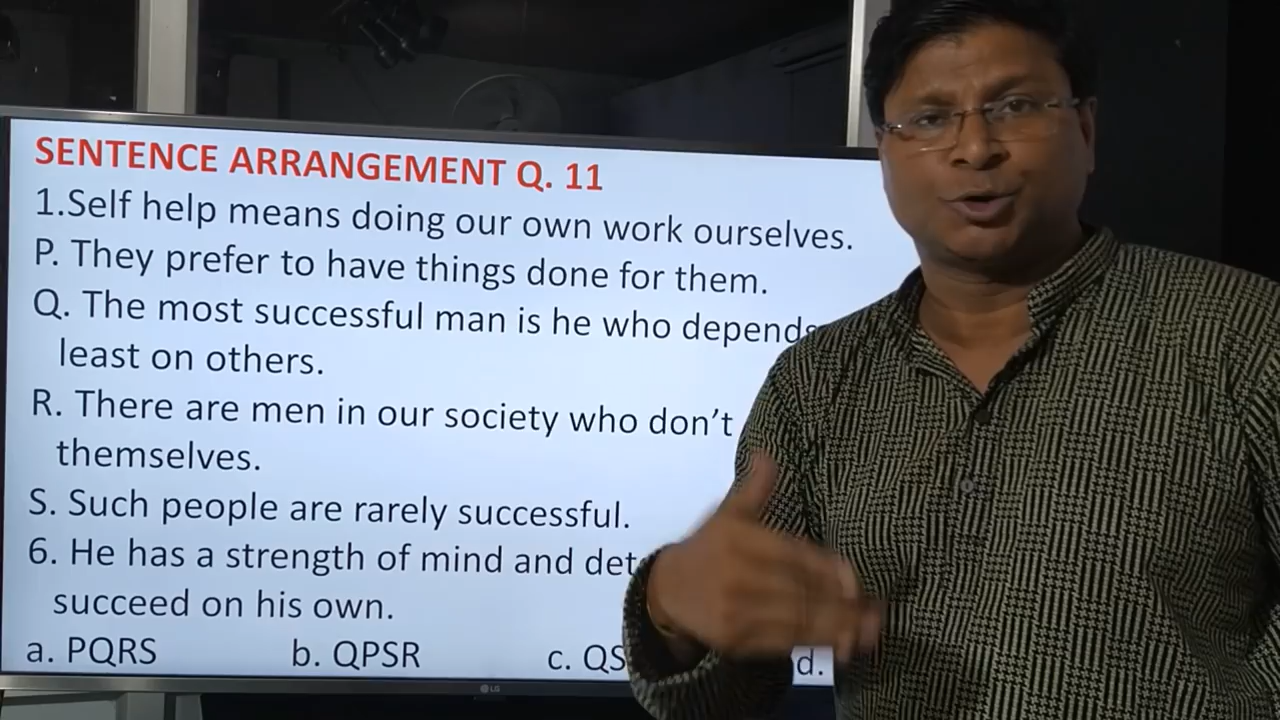 SENTENCE ARRANGEMENT Q. 11
1.Self help means doing our own work ourselves.
P. They prefer to have things done for them.
Q. The most successful man is he who depends
least on others.
R. There are men in our society who don’t
themselves.
S. Such people are rarely successful.
6. He has a strength of mind and
succeed on his own.
a. PQRS b. QPSR c. d.
LG